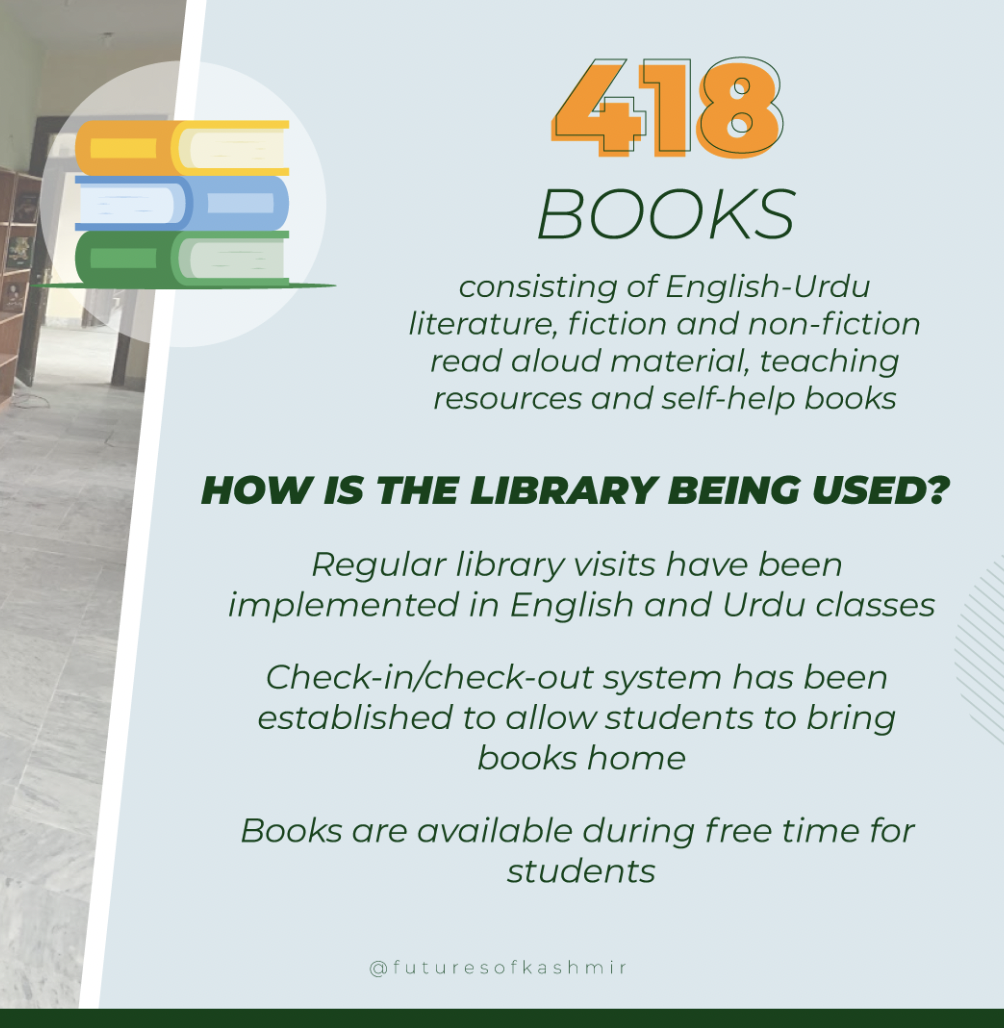 418
BOOKS
consisting of English-Urdu
literature, fiction and non-fiction
read aloud material, teaching
resources and self-help books
HOW IS THE LIBRARY BEING USED?
Regular library visits have been
implemented in English and Urdu classes
Check-in/check-out system has been
established to allow students to bring
books home
Books are available during free time for
students
@futuresofkashmir